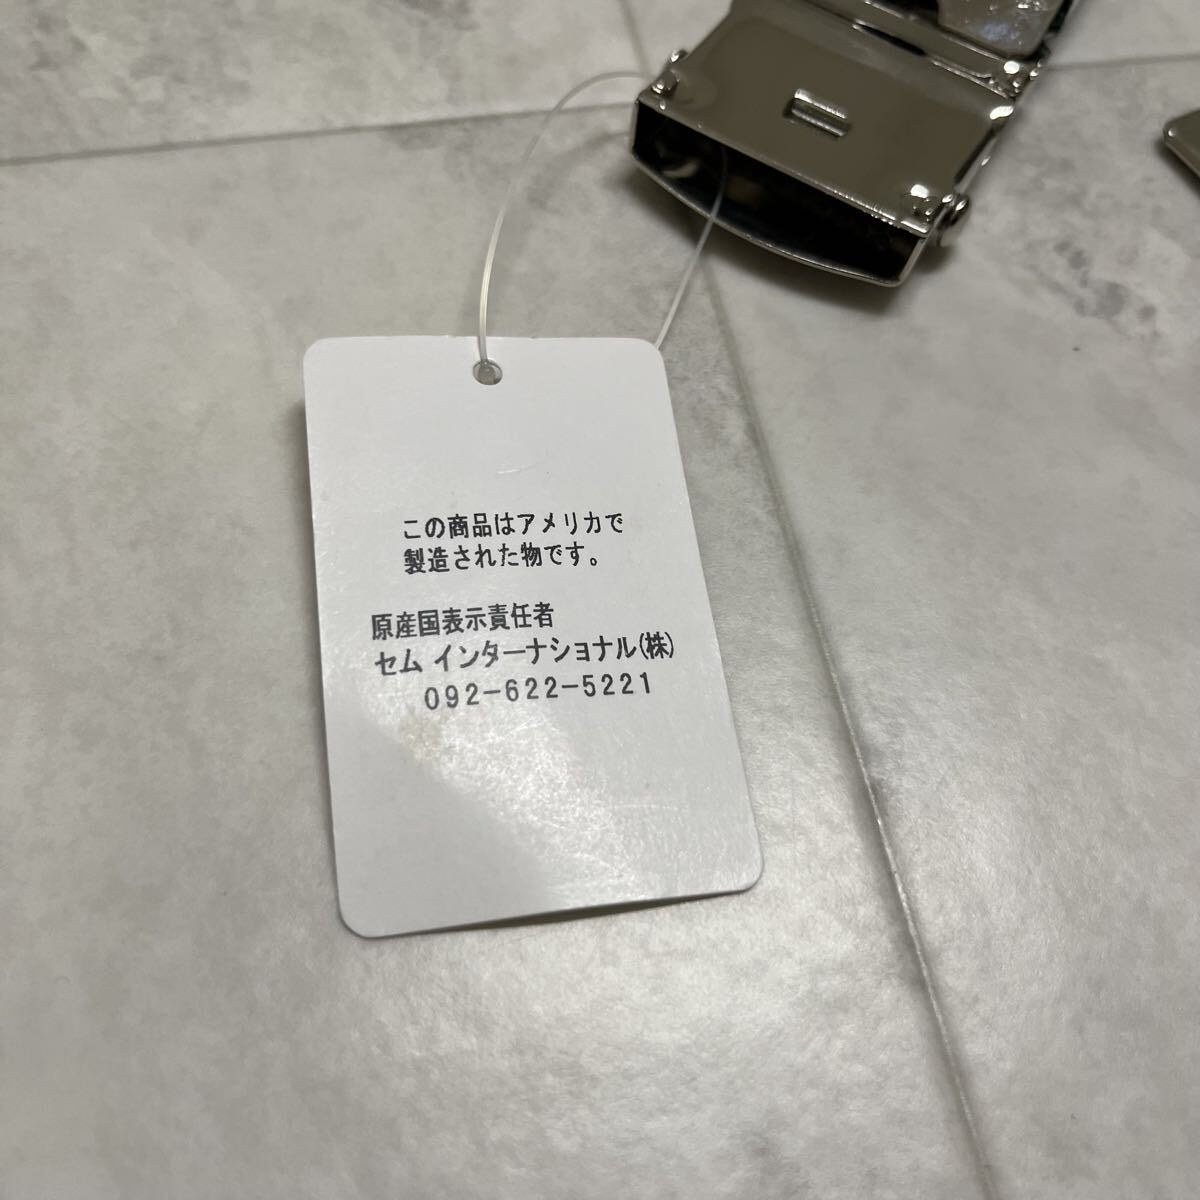 この商品はアメリカで
製造された物です。
原産国表示責任者
セム インターナショナル(株)
092-622-5221